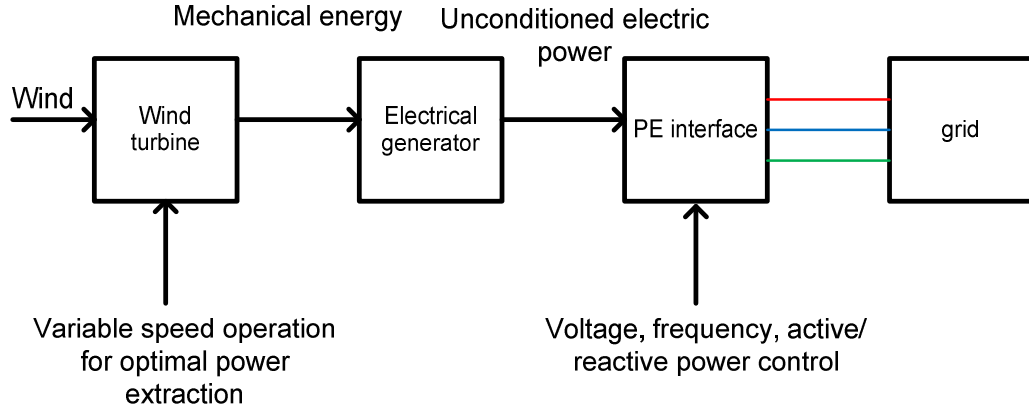 Mechanical energy
Unconditioned electric
power
Wind
Wind
turbine
Electrical
generator
PE interface
grid
Variable speed operation
for optimal power
extraction
Voltage, frequency, active/
reactive power control